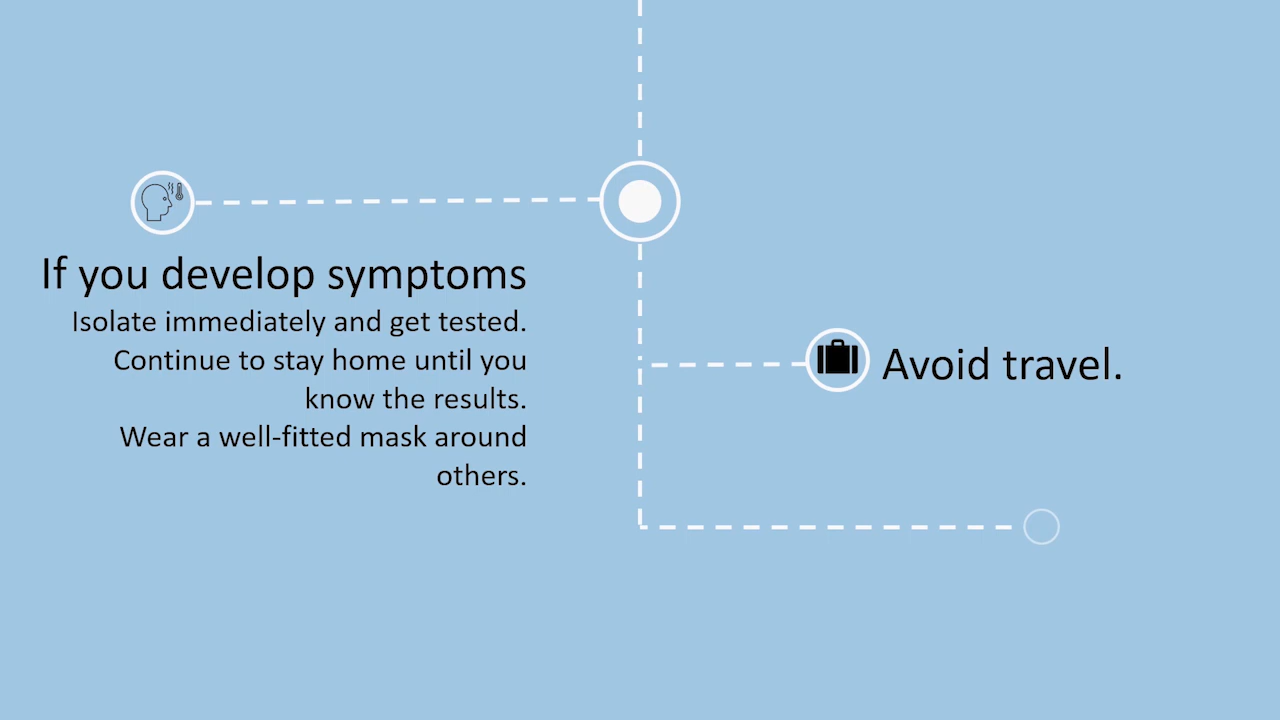 If you develop symptoms
Isolate immediately and get tested.
Continue to stay home until you
know the results.
Wear a well-fitted mask around
others.
Avoid travel.